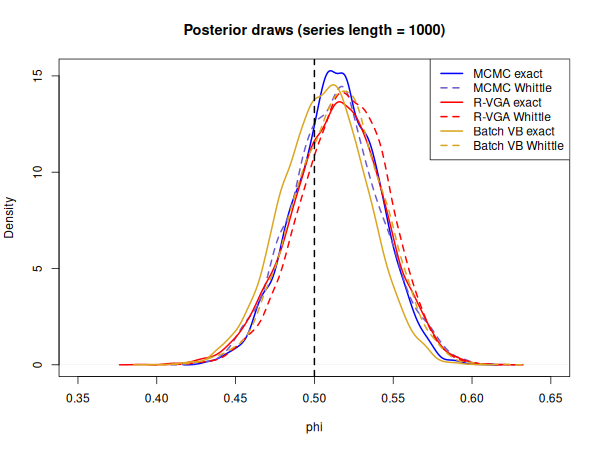 Posterior draws (series length = 1000)
MCMC exact
MCMC Whittle
R-VGA exact
R-VGA Whittle
Batch VB exact
Batch VB Whittle
Density
15
10
5
0
0.35 0.40 0.45 0.50 0.55 0.60 0.65
phi